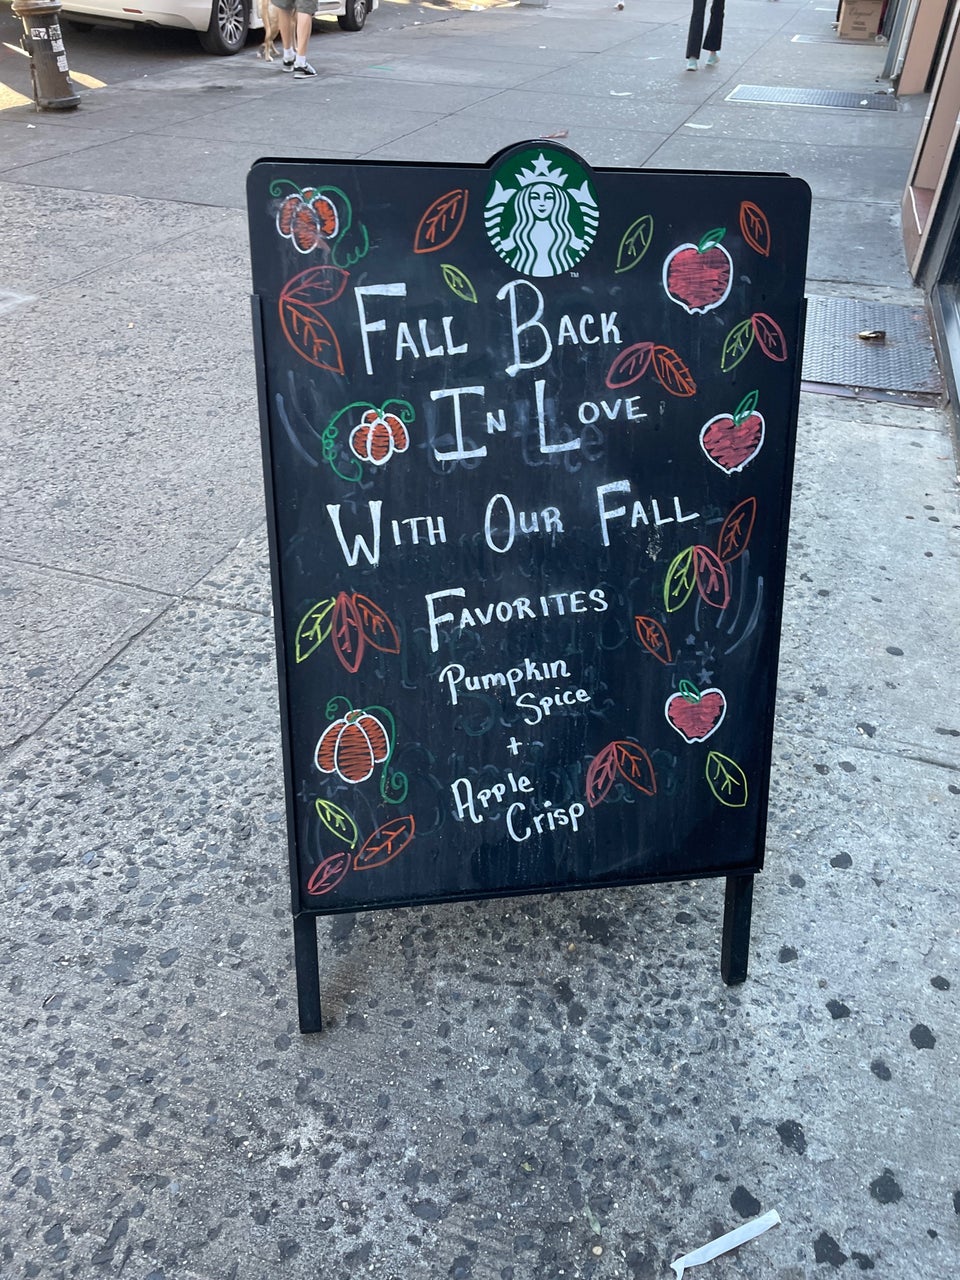 Fall Back
In Love
With Our Fall
Favorites
Pumpkin
Spice
+
Apple
Crisp